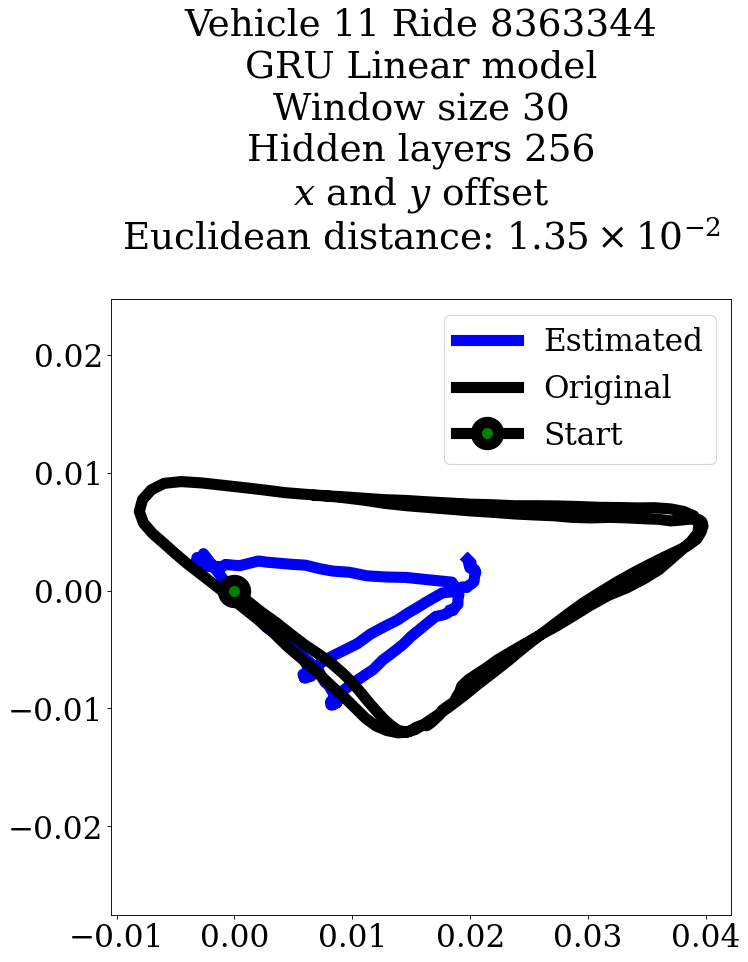 Vehicle 11 Ride 8363344
GRU Linear model
Window size 30
Hidden layers 256
x and y offset
Euclidean distance: 1.35 × 10⁻²
Estimated
Original
Start
0.02
0.01
0.00
−0.01
−0.02
−0.01 0.00 0.01 0.02 0.03 0.04